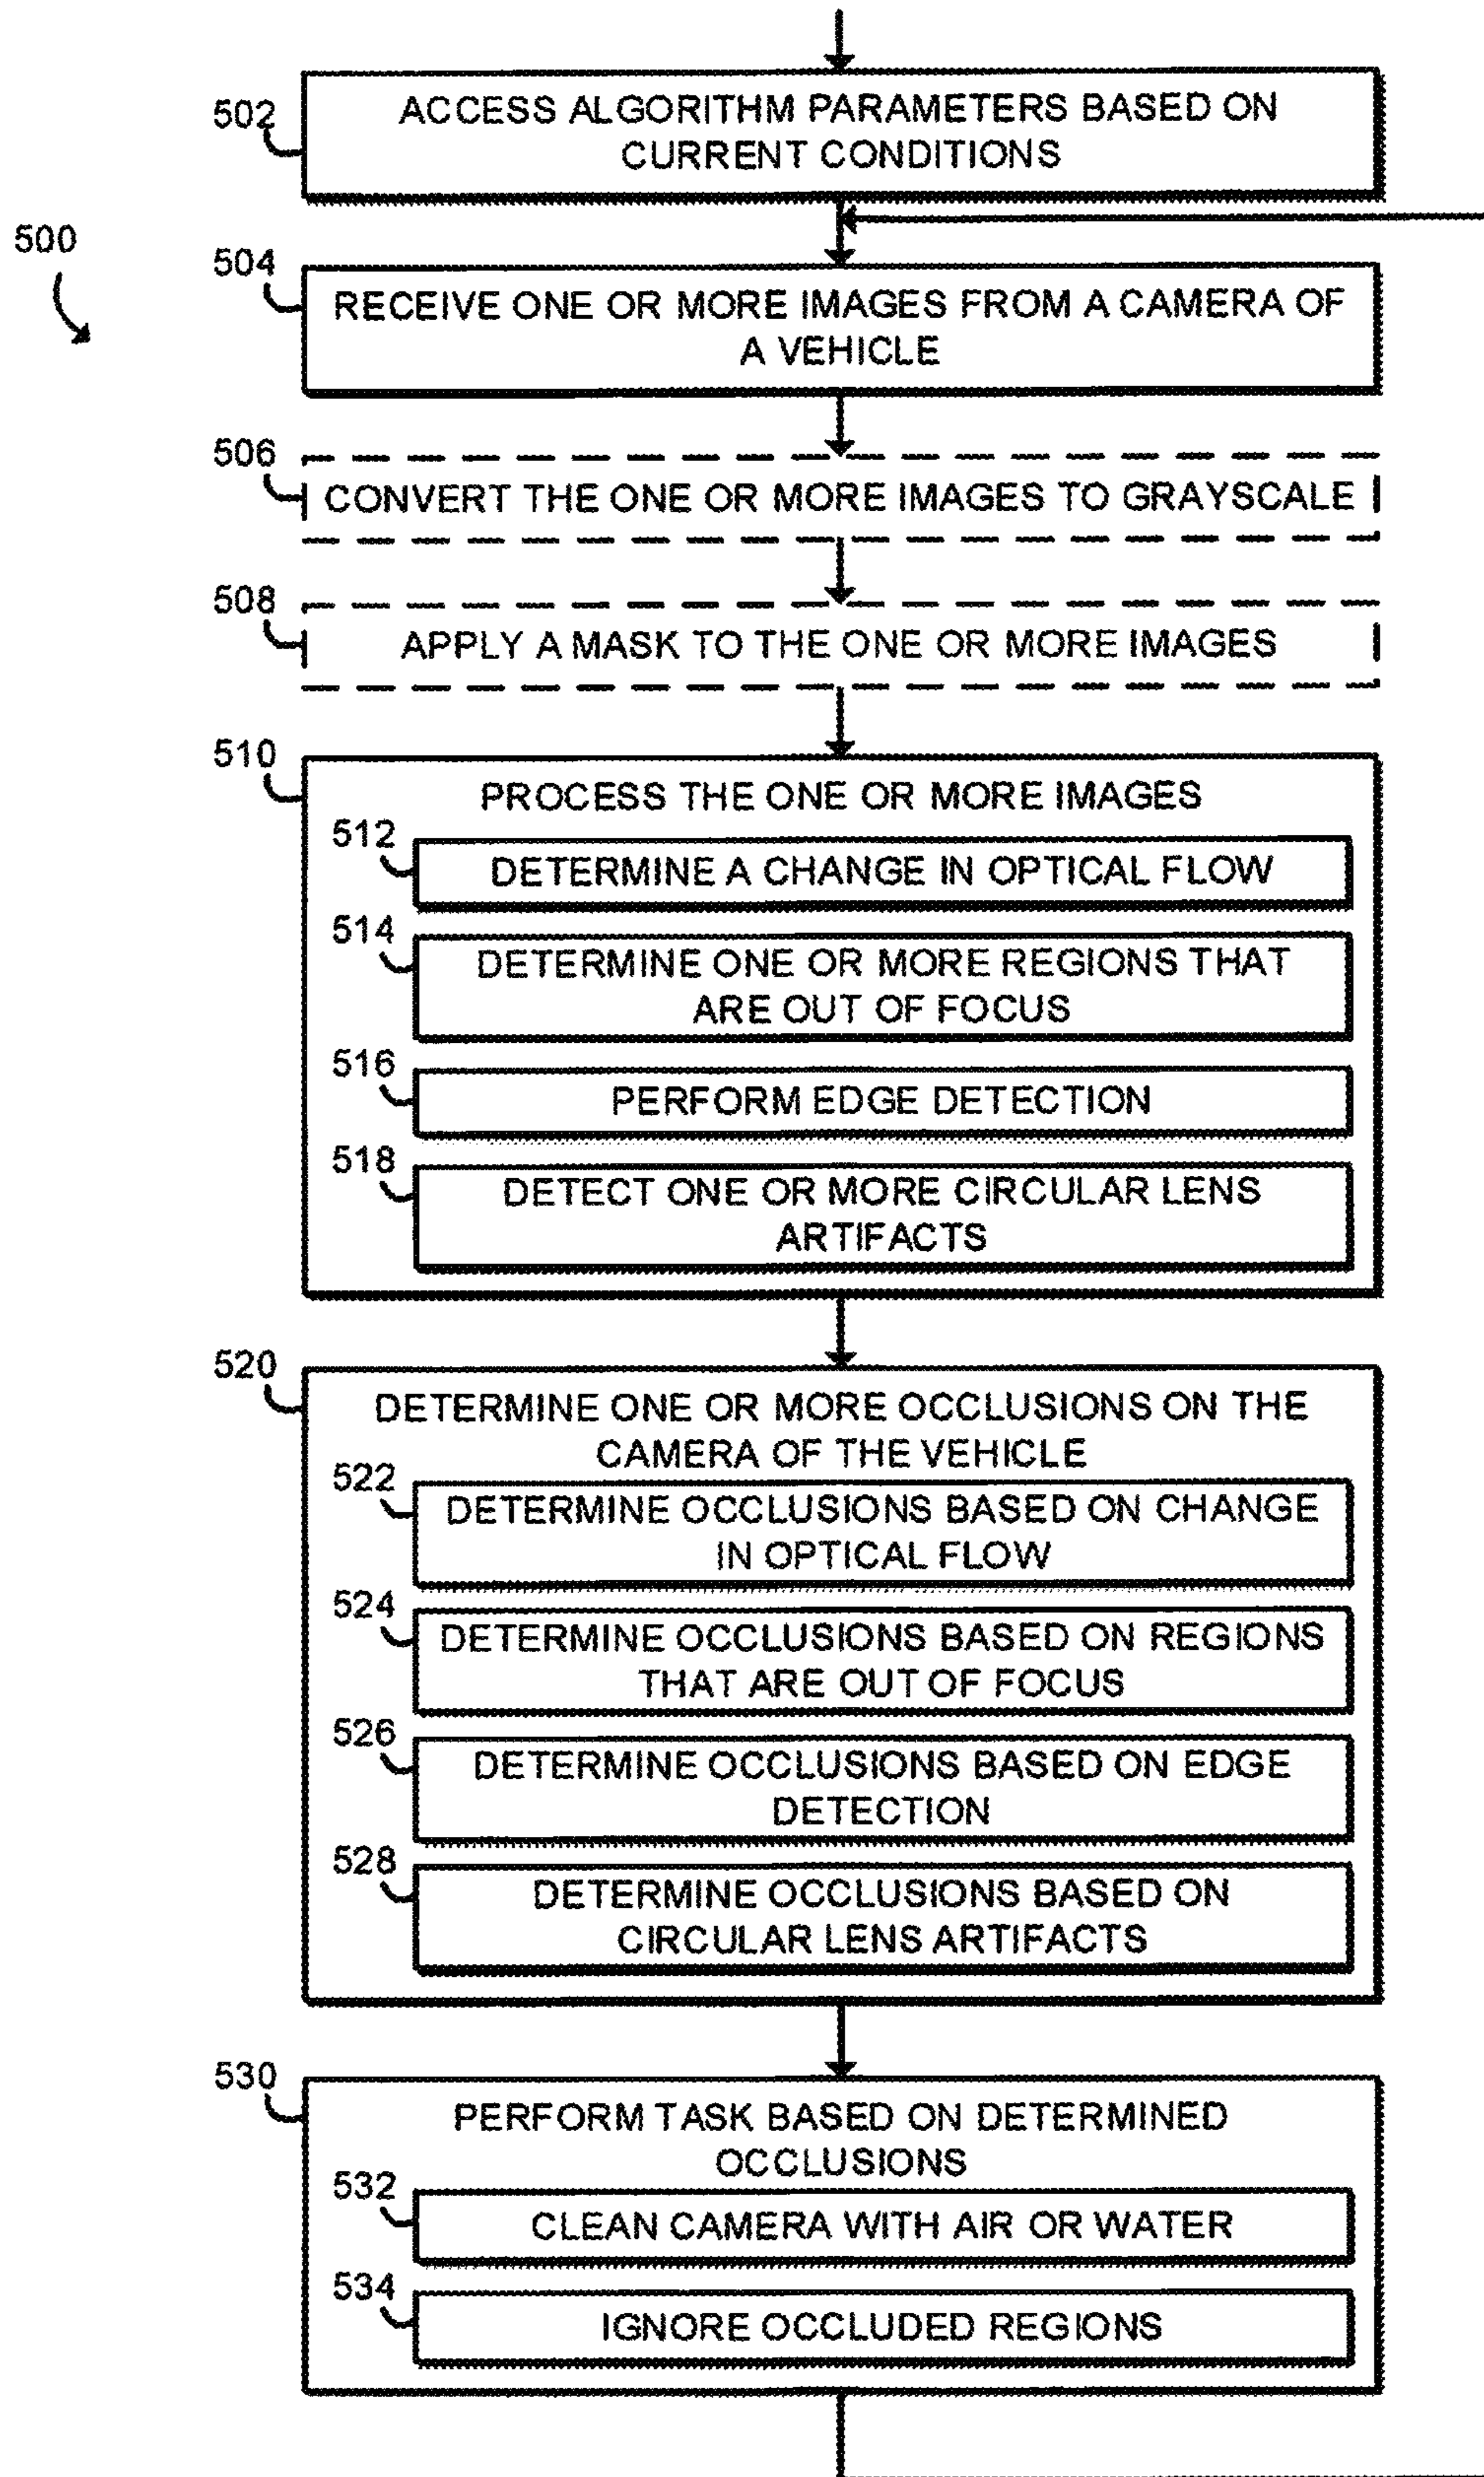 502
ACCESS ALGORITHM PARAMETERS BASED ON
CURRENT CONDITIONS
500
504
RECEIVE ONE OR MORE IMAGES FROM A CAMERA OF
A VEHICLE
506
CONVERT THE ONE OR MORE IMAGES TO GRAYSCALE
508
APPLY A MASK TO THE ONE OR MORE IMAGES
510
PROCESS THE ONE OR MORE IMAGES
512
DETERMINE A CHANGE IN OPTICAL FLOW
514
DETERMINE ONE OR MORE REGIONS THAT
ARE OUT OF FOCUS
516
PERFORM EDGE DETECTION
518
DETECT ONE OR MORE CIRCULAR LENS
ARTIFACTS
520
DETERMINE ONE OR MORE OCCLUSIONS ON THE
CAMERA OF THE VEHICLE
522
DETERMINE OCCLUSIONS BASED ON CHANGE
IN OPTICAL FLOW
524
DETERMINE OCCLUSIONS BASED ON REGIONS
THAT ARE OUT OF FOCUS
526
DETERMINE OCCLUSIONS BASED ON EDGE
DETECTION
528
DETERMINE OCCLUSIONS BASED ON
CIRCULAR LENS ARTIFACTS
530
PERFORM TASK BASED ON DETERMINED
OCCLUSIONS
532
CLEAN CAMERA WITH AIR OR WATER
534
IGNORE OCCLUDED REGIONS